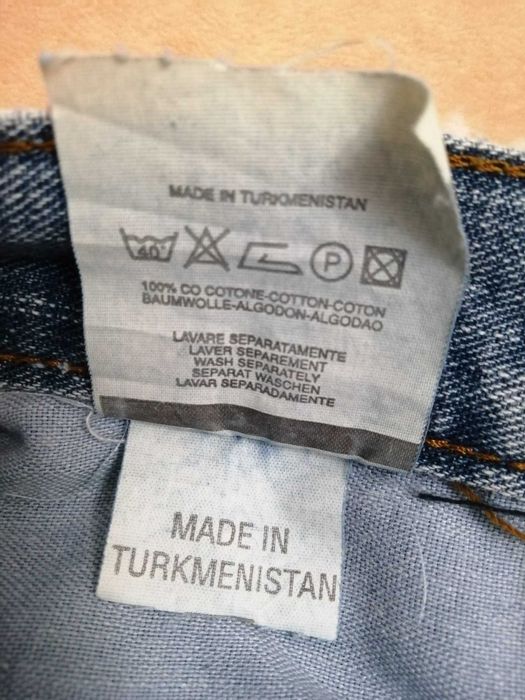 MADE IN TURKMENISTAN
40°
P
100% CO COTONE-COTTON-COTON
BAUMWOLLE-ALGODON-ALGODAO
LAVARE SEPARATAMENTE
LAVER SEPAREMENT
WASH SEPARATELY
SEPARAT WASCHEN
LAVAR SEPARADAMENTE
MADE IN
TURKMENISTAN